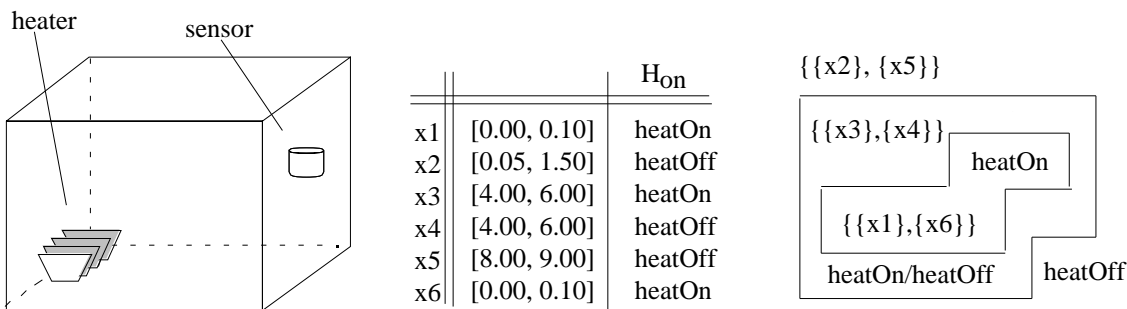 heater
sensor
H_on
x1 [0.00, 0.10] heatOn
x2 [0.05, 1.50] heatOff
x3 [4.00, 6.00] heatOn
x4 [4.00, 6.00] heatOff
x5 [8.00, 9.00] heatOff
x6 [0.00, 0.10] heatOn
{{x2}, {x5}}
{{x3},{x4}}
heatOn
{{x1},{x6}}
heatOn/heatOff
heatOff